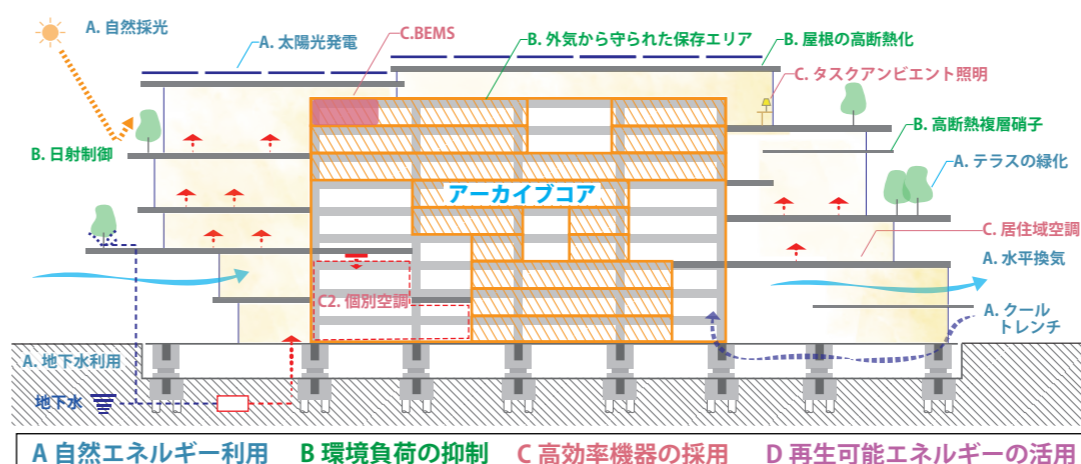 A. 自然採光
A. 太陽光発電
C.BEMS
B. 外気から守られた保存エリア
B. 屋根の高断熱化
C. タスクアンビエント照明
B. 高断熱複層硝子
B. 日射制御
A. テラスの緑化
アーカイブコア
C. 居住域空調
A. 水平換気
C2. 個別空調
A. クール
トレンチ
A. 地下水利用
地下水
A 自然エネルギー利用 B 環境負荷の抑制 C 高効率機器の採用 D 再生可能エネルギーの活用